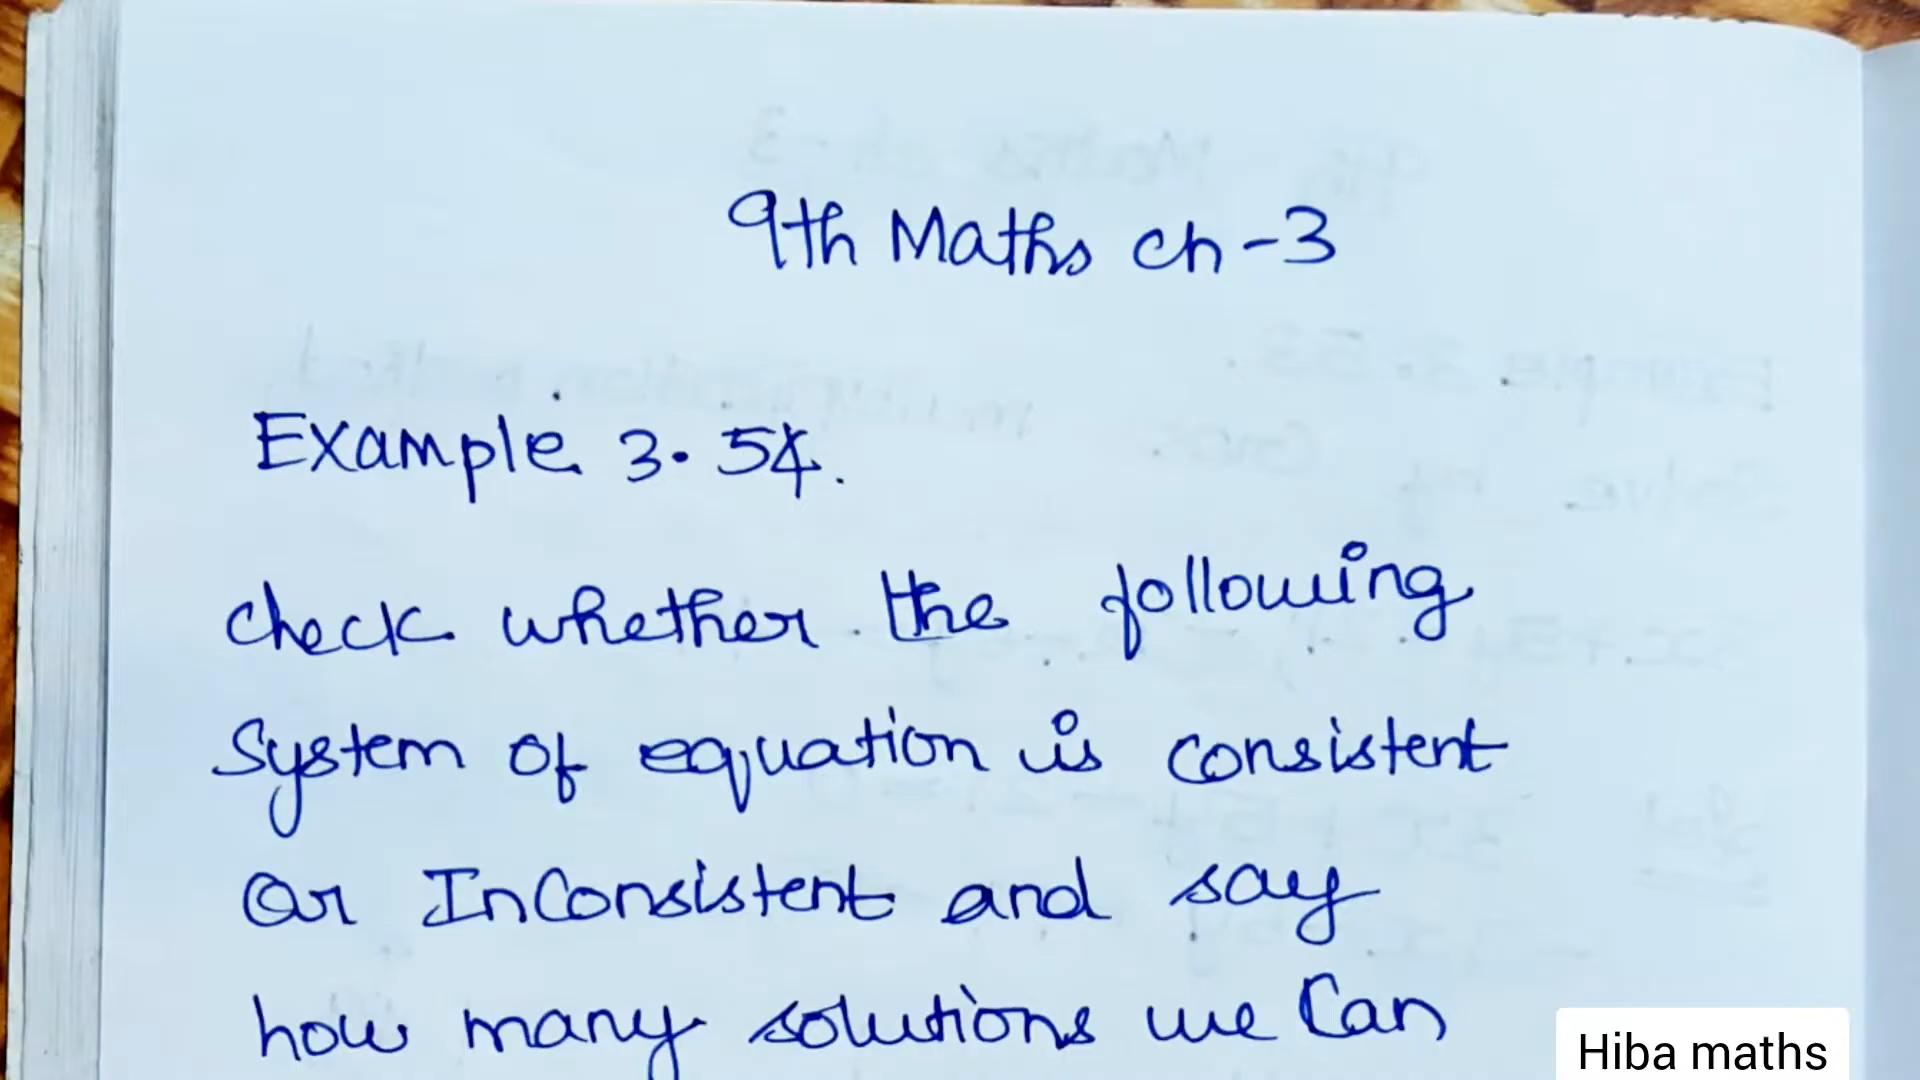 9th Maths ch-3
Example 3.54.
check whether the following
System of equation is consistent
Or InConsistent and say
how many solutions we Can
Hiba maths